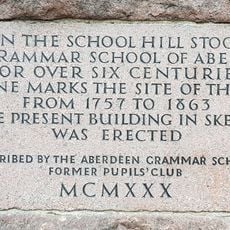 N THE SCHOOL HILL STOO
GRAMMAR SCHOOL OF ABE
OR OVER SIX CENTURIE
NE MARKS THE SITE OF TH
FROM 1757 TO 1863
E PRESENT BUILDING IN SKE
WAS ERECTED
RIBED BY THE ABERDEEN GRAMMAR SCH
FORMER PUPILS' CLUB
MCMXXX